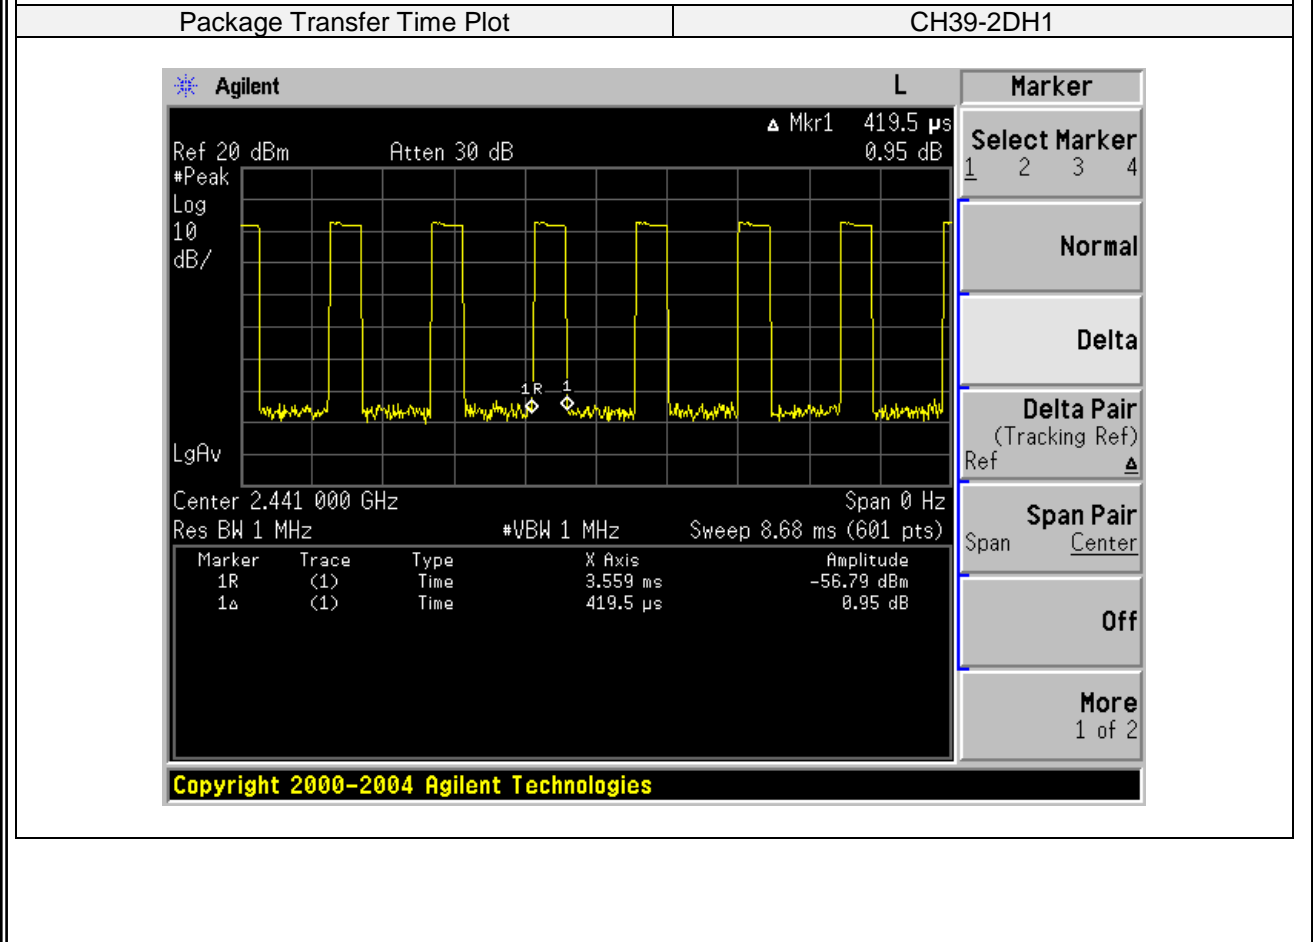 Package Transfer Time Plot CH39-2DH1
Agilent L
Δ Mkr1 419.5 µs
Ref 20 dBm Atten 30 dB 0.95 dB
#Peak
Log
10
dB/
1R 1
LgAv
Center 2.441 000 GHz Span 0 Hz
Res BW 1 MHz #VBW 1 MHz Sweep 8.68 ms (601 pts)
Marker Trace Type X Axis Amplitude
1R (1) Time 3.559 ms -56.79 dBm
1Δ (1) Time 419.5 µs 0.95 dB
Copyright 2000-2004 Agilent Technologies
Marker
Select Marker
1 2 3 4
Normal
Delta
Delta Pair
(Tracking Ref)
Ref Δ
Span Pair
Span Center
Off
More
1 of 2